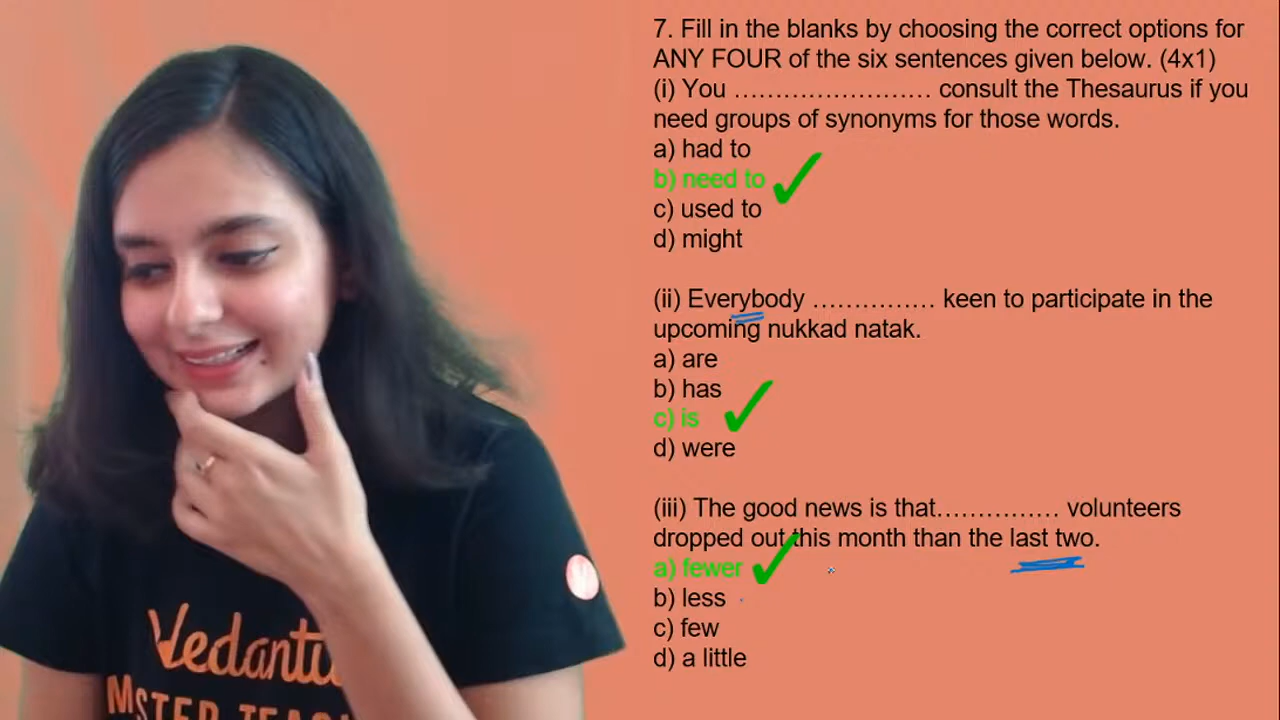 7. Fill in the blanks by choosing the correct options for
ANY FOUR of the six sentences given below. (4x1)
(i) You …………………… consult the Thesaurus if you
need groups of synonyms for those words.
a) had to
b) need to
c) used to
d) might
(ii) Everybody …………… keen to participate in the
upcoming nukkad natak.
a) are
b) has
c) is
d) were
(iii) The good news is that…………… volunteers
dropped out this month than the last two.
a) fewer
b) less
c) few
d) a little
Vedantu